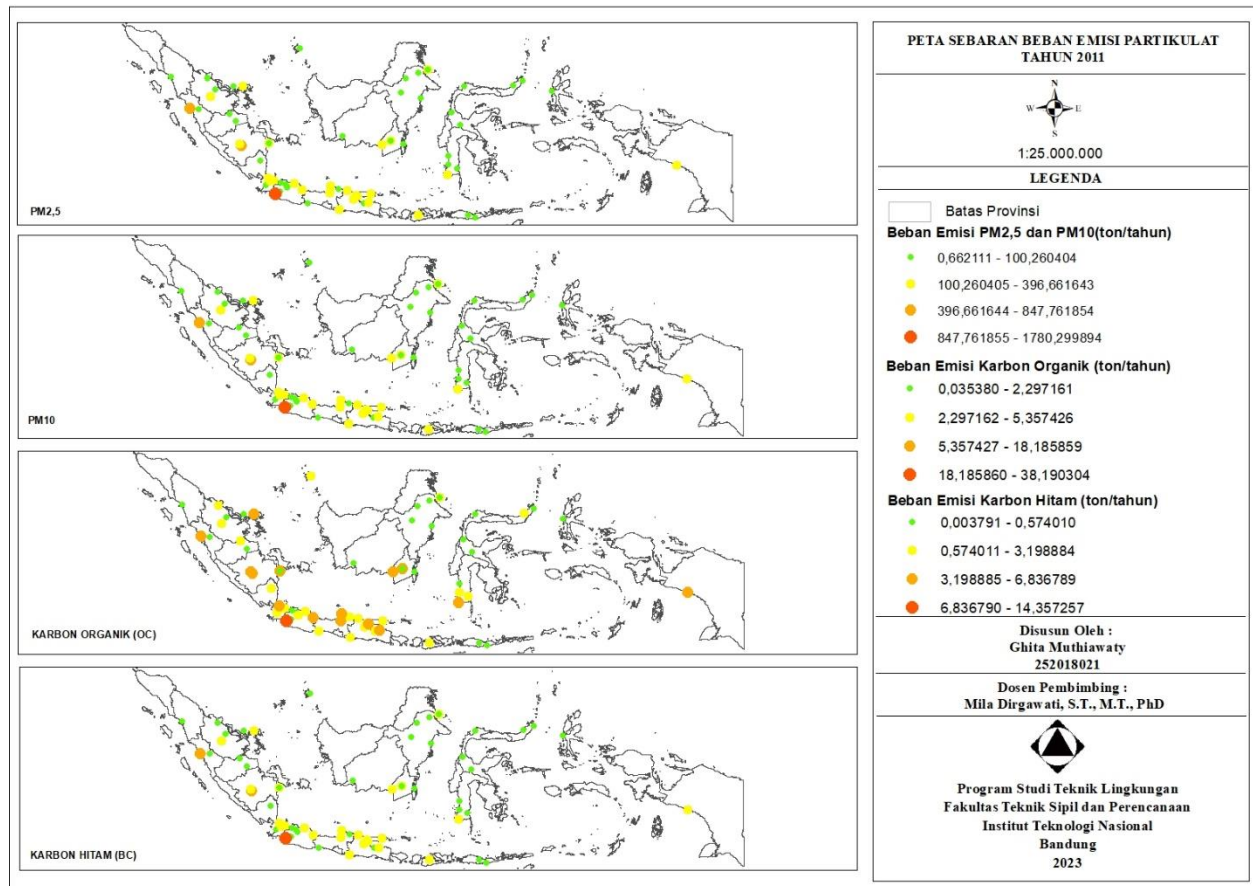 PM2,5
PM10
KARBON ORGANIK (OC)
KARBON HITAM (BC)
PETA SEBARAN BEBAN EMISI PARTIKULAT
TAHUN 2011
N
W E
S
1:25.000.000
LEGENDA
Batas Provinsi
Beban Emisi PM2,5 dan PM10(ton/tahun)
0,662111 - 100,260404
100,260405 - 396,661643
396,661644 - 847,761854
847,761855 - 1780,299894
Beban Emisi Karbon Organik (ton/tahun)
0,035380 - 2,297161
2,297162 - 5,357426
5,357427 - 18,185859
18,185860 - 38,190304
Beban Emisi Karbon Hitam (ton/tahun)
0,003791 - 0,574010
0,574011 - 3,198884
3,198885 - 6,836789
6,836790 - 14,357257
Disusun Oleh :
Ghita Muthiawaty
252018021
Dosen Pembimbing :
Mila Dirgawati, S.T., M.T., PhD
Program Studi Teknik Lingkungan
Fakultas Teknik Sipil dan Perencanaan
Institut Teknologi Nasional
Bandung
2023